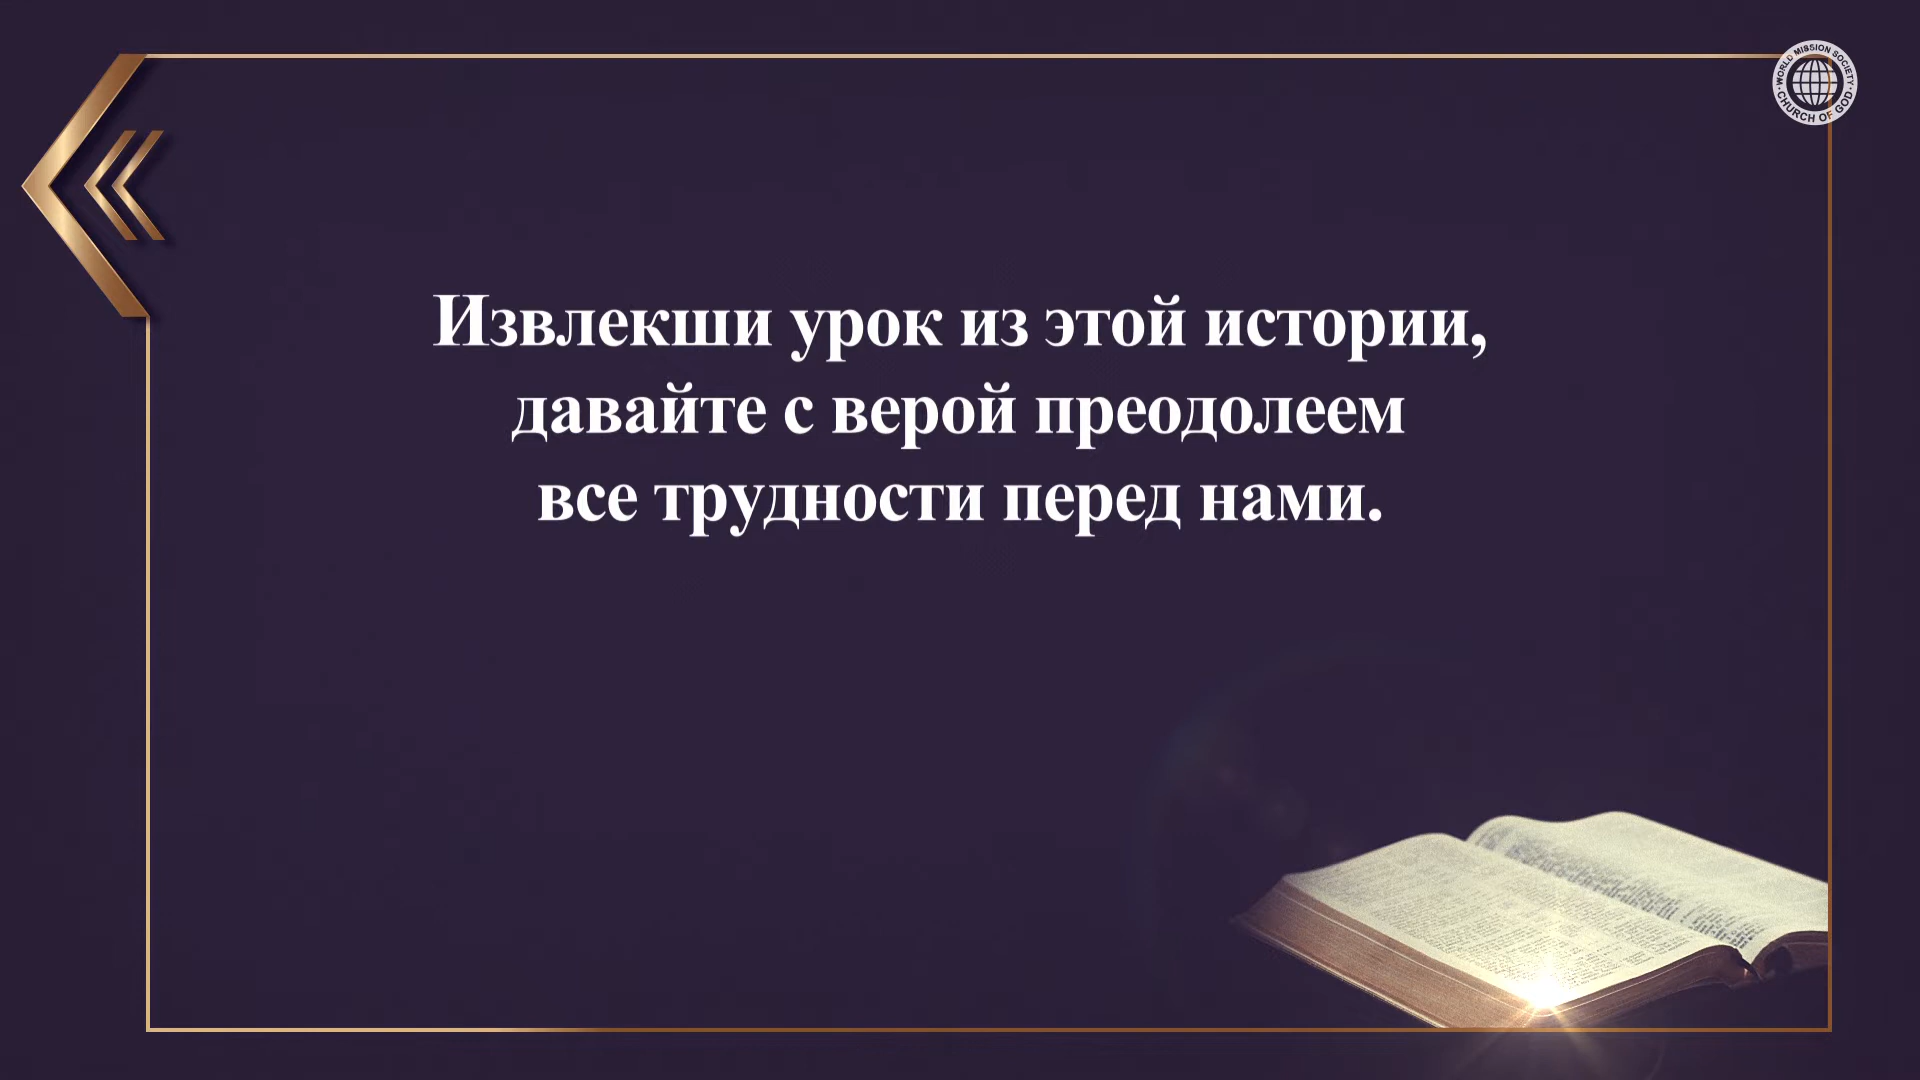 WORLD MISSION SOCIETY
CHURCH OF GOD
Извлекши урок из этой истории,
давайте с верой преодолеем
все трудности перед нами.